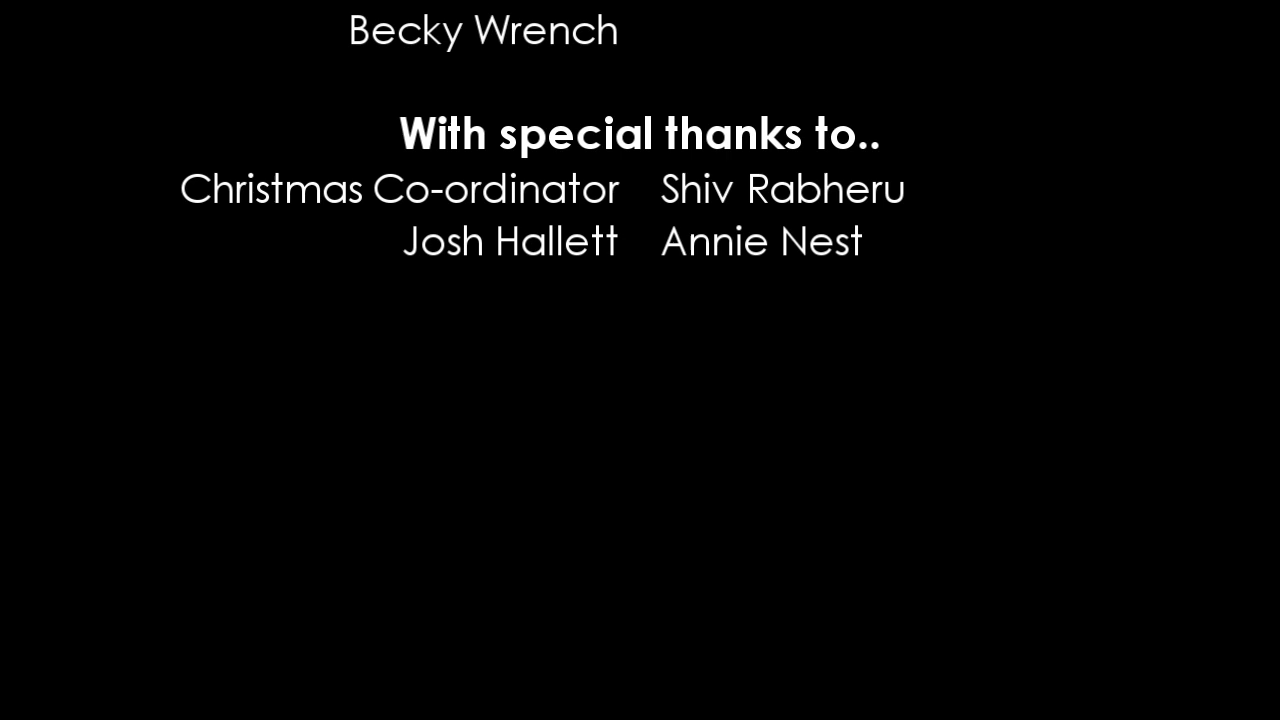 Becky Wrench
With special thanks to..
Christmas Co-ordinator Shiv Rabheru
Josh Hallett Annie Nest